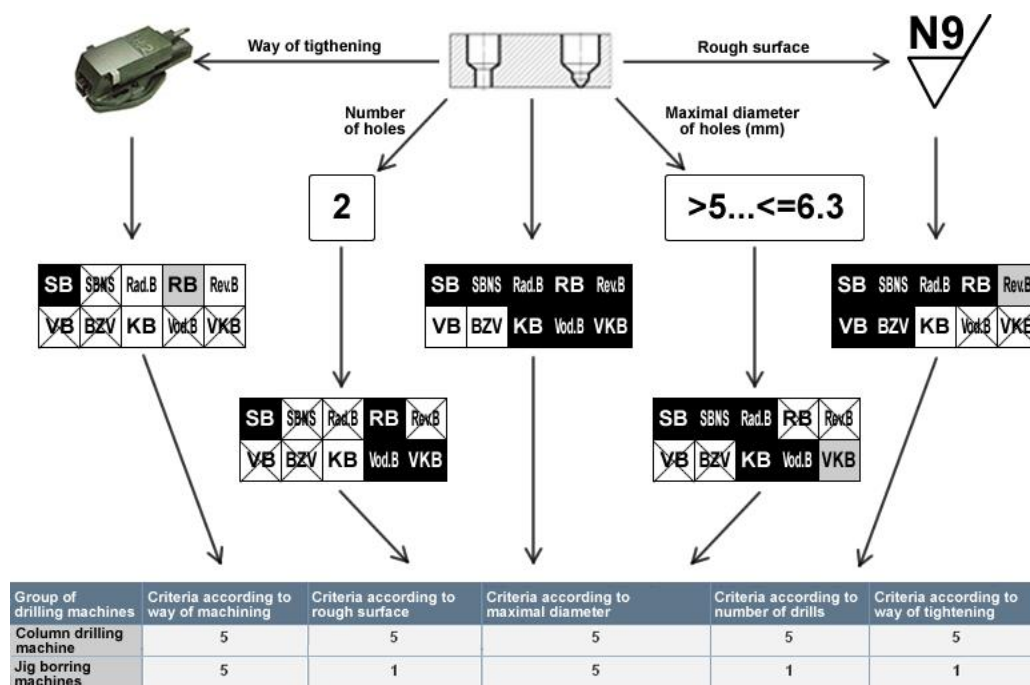 Way of tigthening
Rough surface
N9
Number
of holes
Maximal diameter
of holes (mm)
2
>5...<=6.3
SB SBNS Rad.B RB Rev.B
VB BZV KB Vod.B VKB
SB SBNS Rad.B RB Rev.B
VB BZV KB Vod.B VKB
SB SBNS Rad.B RB Rev.B
VB BZV KB Vod.B VKB
SB SBNS Rad.B RB Rev.B
VB BZV KB Vod.B VKB
SB SBNS Rad.B RB Rev.B
VB BZV KB Vod.B VKB
Group of
drilling machines
Criteria according to
way of machining
Criteria according to
rough surface
Criteria according to
maximal diameter
Criteria according to
number of drills
Criteria according to
way of tightening
Column drilling
machine
5 5 5 5 5
Jig borring
machines
5 1 5 1 1